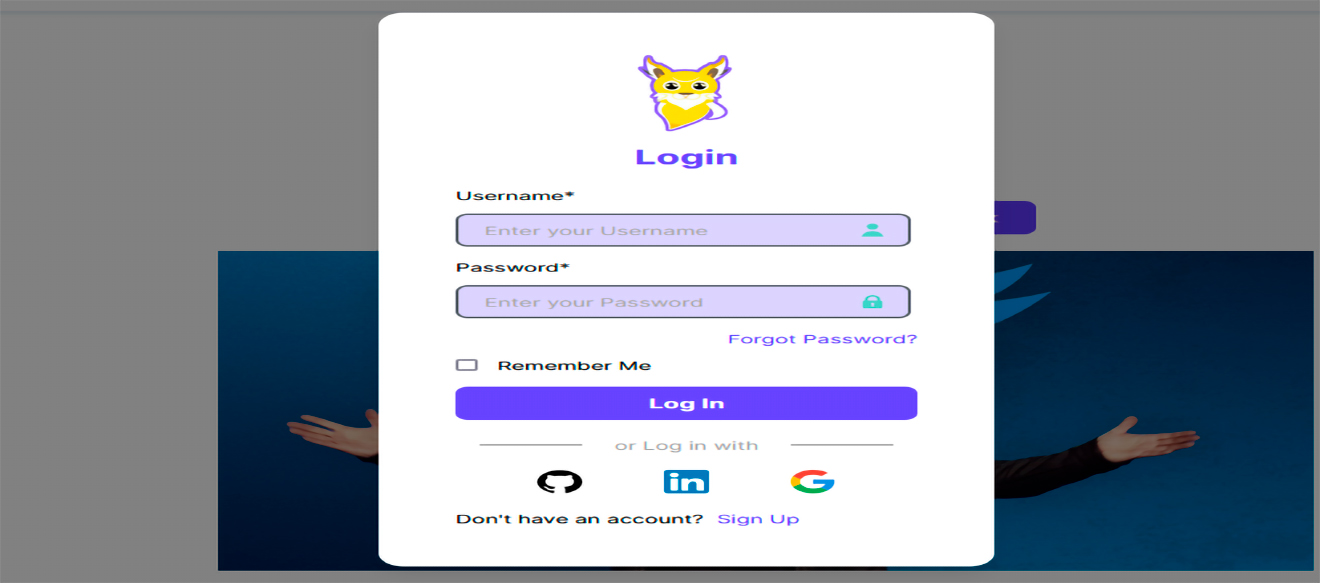 Login
Username*
Enter your Username
Password*
Enter your Password
Forgot Password?
Remember Me
Log In
or Log in with
in
Don't have an account? Sign Up